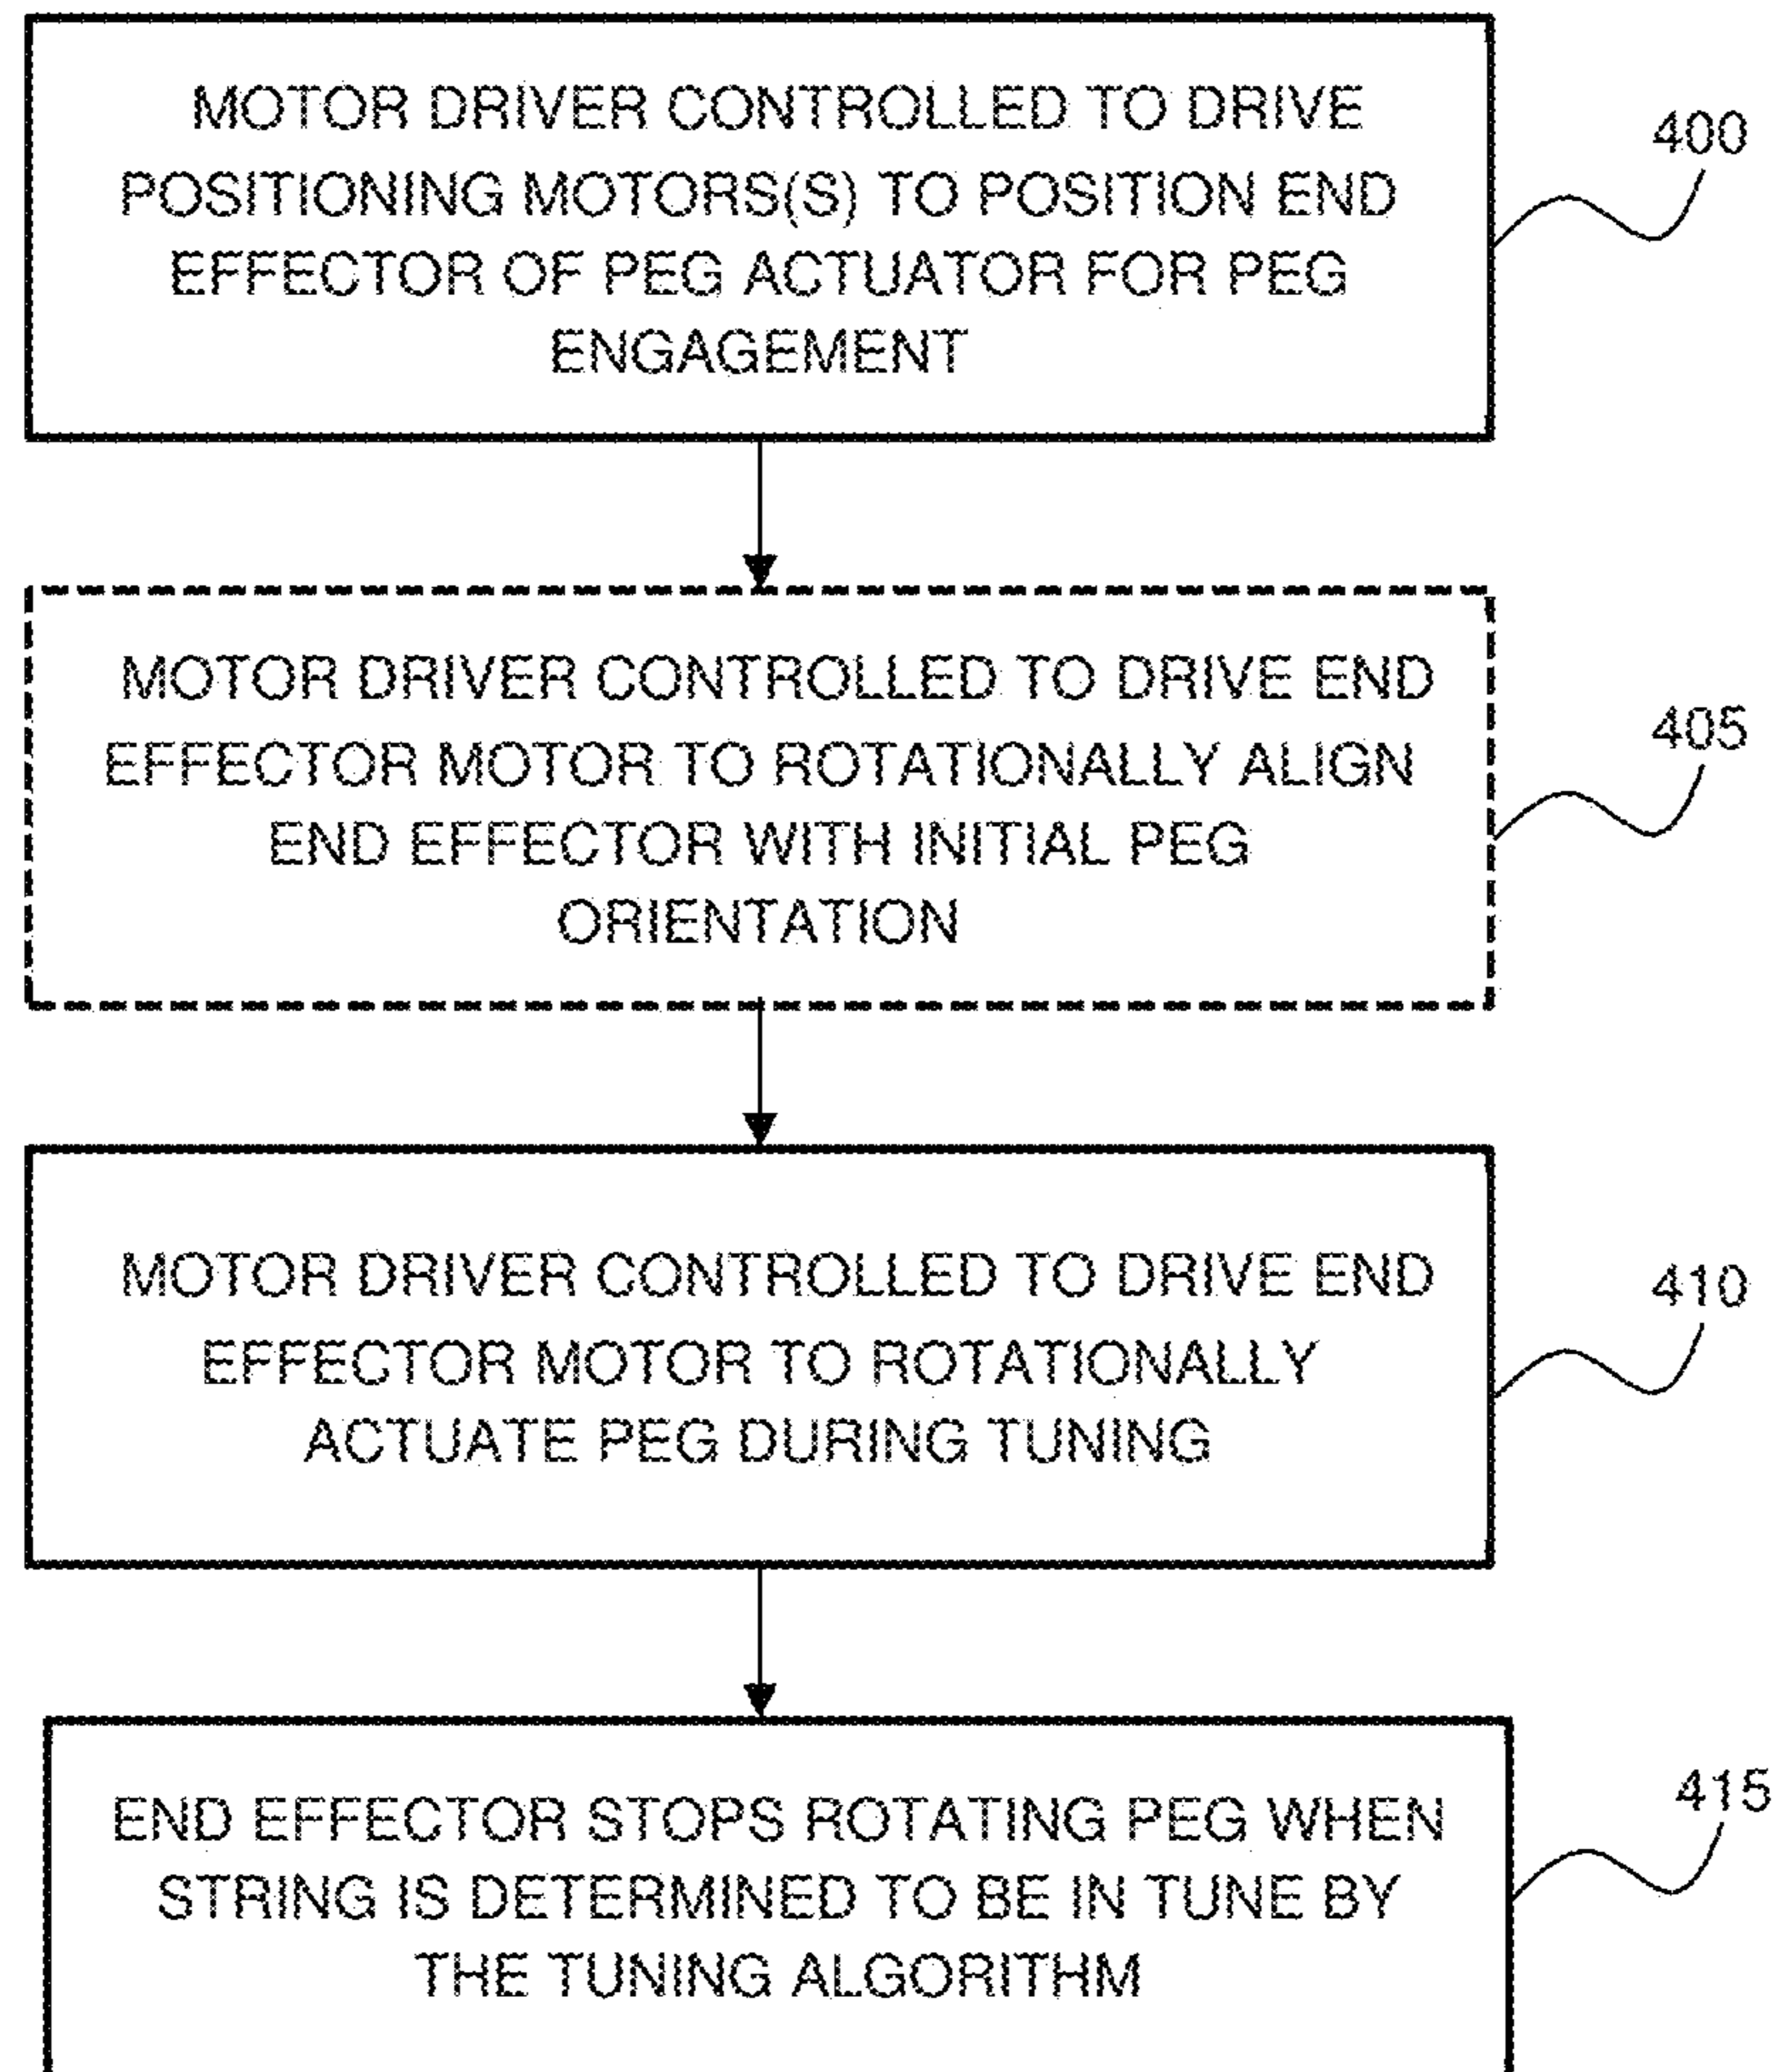 MOTOR DRIVER CONTROLLED TO DRIVE
POSITIONING MOTORS(S) TO POSITION END
EFFECTOR OF PEG ACTUATOR FOR PEG
ENGAGEMENT
400
MOTOR DRIVER CONTROLLED TO DRIVE END
EFFECTOR MOTOR TO ROTATIONALLY ALIGN
END EFFECTOR WITH INITIAL PEG
ORIENTATION
405
MOTOR DRIVER CONTROLLED TO DRIVE END
EFFECTOR MOTOR TO ROTATIONALLY
ACTUATE PEG DURING TUNING
410
END EFFECTOR STOPS ROTATING PEG WHEN
STRING IS DETERMINED TO BE IN TUNE BY
THE TUNING ALGORITHM
415